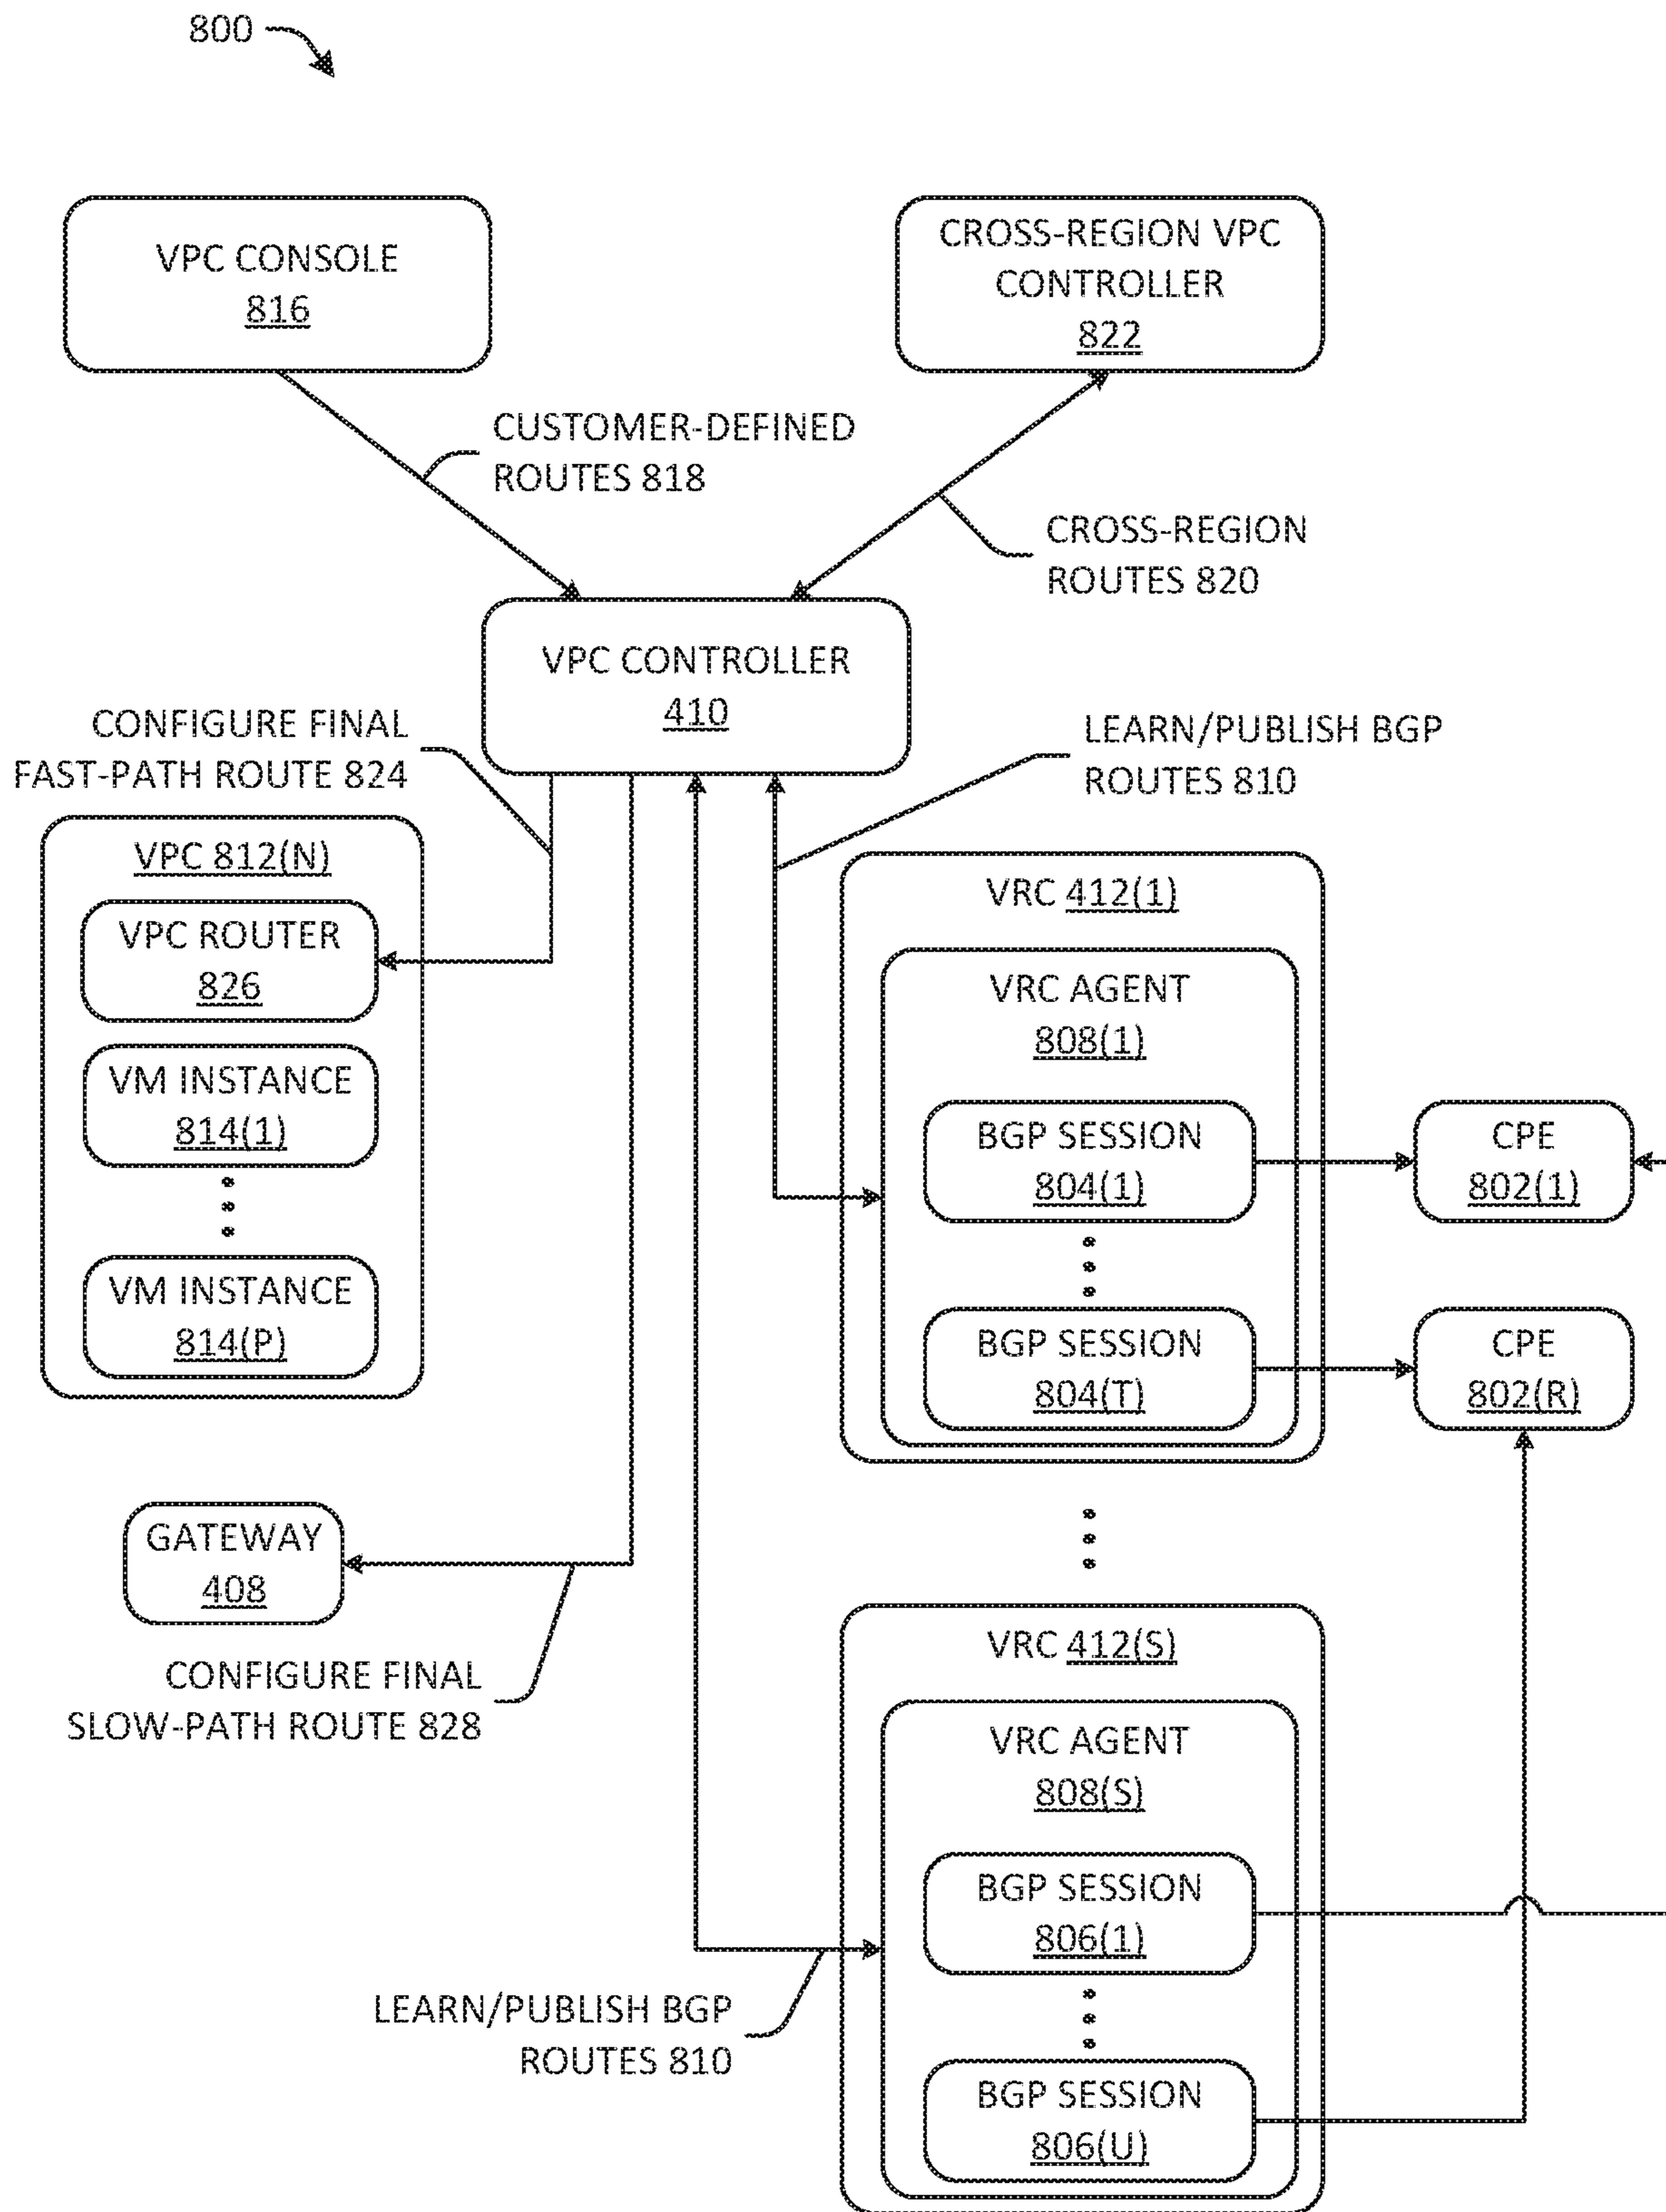 800
VPC CONSOLE
816
CROSS-REGION VPC
CONTROLLER
822
CUSTOMER-DEFINED
ROUTES 818
CROSS-REGION
ROUTES 820
VPC CONTROLLER
410
CONFIGURE FINAL
FAST-PATH ROUTE 824
LEARN/PUBLISH BGP
ROUTES 810
VPC 812(N)
VPC ROUTER
826
VM INSTANCE
814(1)
VM INSTANCE
814(P)
VRC 412(1)
VRC AGENT
808(1)
BGP SESSION
804(1)
BGP SESSION
804(T)
CPE
802(1)
CPE
802(R)
GATEWAY
408
CONFIGURE FINAL
SLOW-PATH ROUTE 828
VRC 412(S)
VRC AGENT
808(S)
BGP SESSION
806(1)
BGP SESSION
806(U)
LEARN/PUBLISH BGP
ROUTES 810